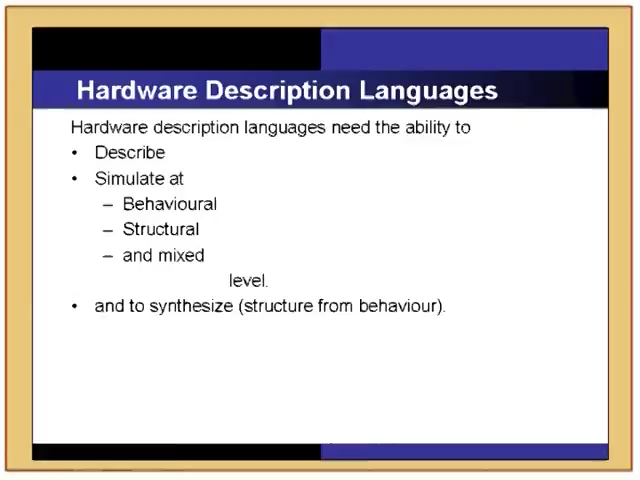 Hardware Description Languages
Hardware description languages need the ability to
• Describe
• Simulate at
– Behavioural
– Structural
– and mixed
level.
• and to synthesize (structure from behaviour).